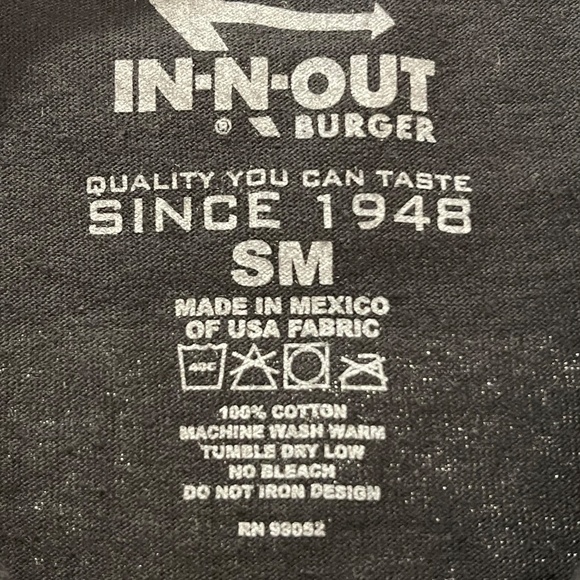 IN-N-OUT
® BURGER
QUALITY YOU CAN TASTE
SINCE 1948
SM
MADE IN MEXICO
OF USA FABRIC
40C
100% COTTON
MACHINE WASH WARM
TUMBLE DRY LOW
NO BLEACH
DO NOT IRON DESIGN
RN 93052